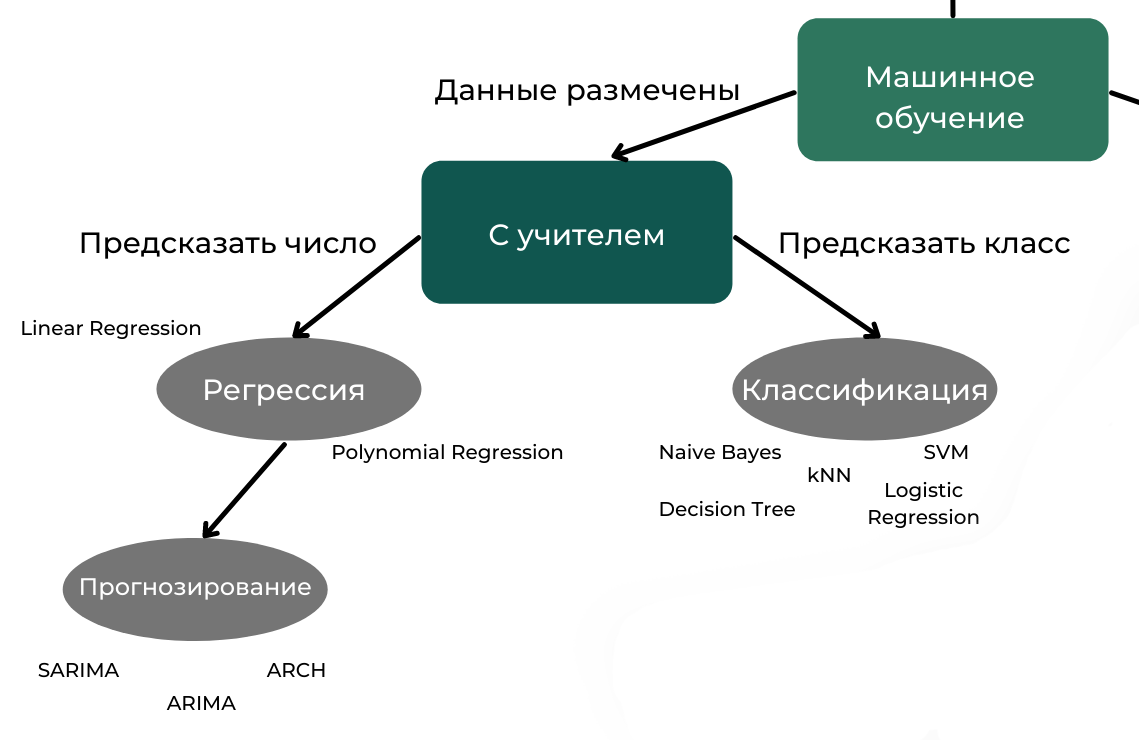 Машинное
обучение
Данные размечены
С учителем
Предсказать число
Предсказать класс
Linear Regression
Регрессия
Классификация
Polynomial Regression
Naive Bayes
SVM
kNN
Logistic
Regression
Decision Tree
Прогнозирование
SARIMA
ARCH
ARIMA